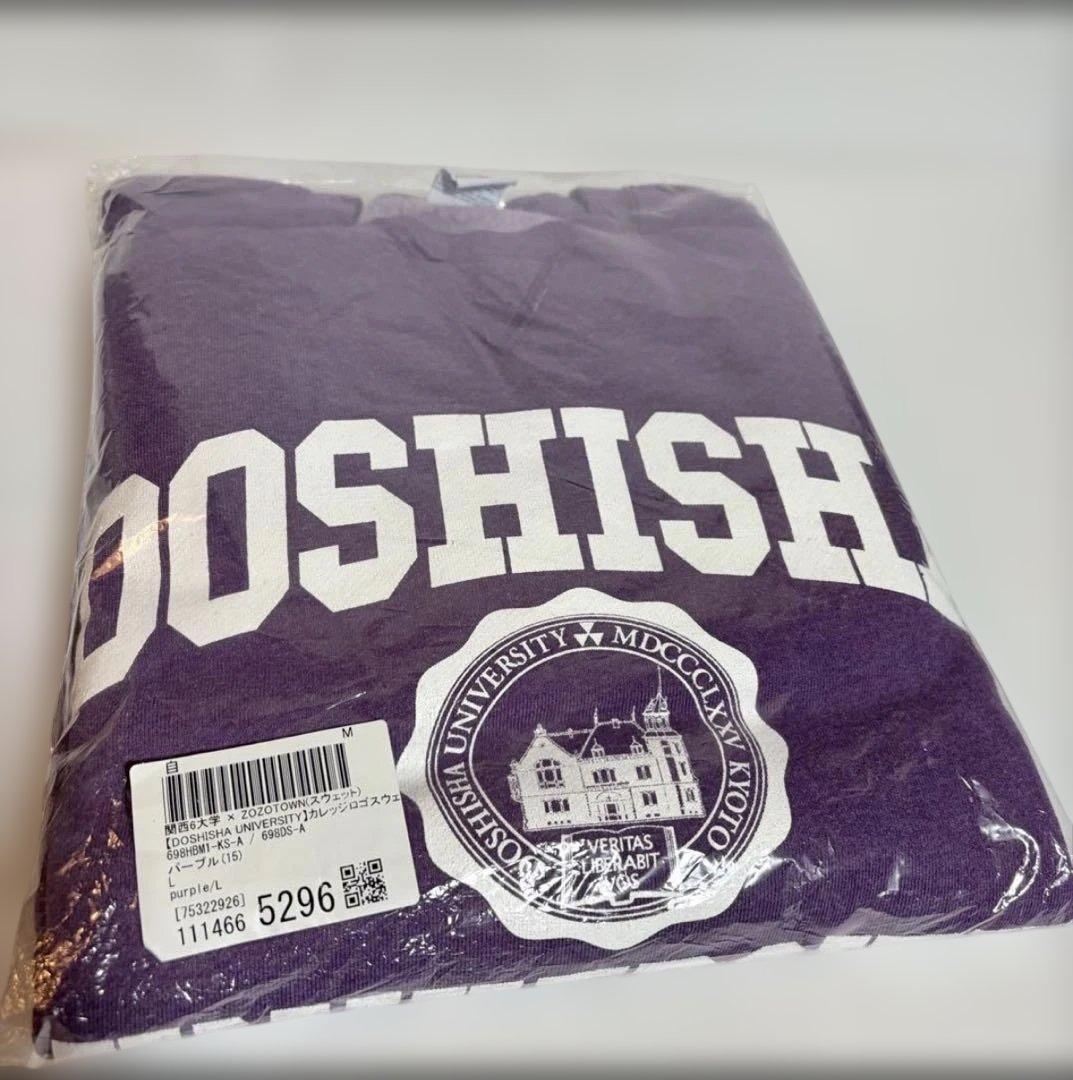 DOSHISHA
DOSHISHA UNIVERSITY MDCCCLXXV KYOTO
VERITAS
LIBERABIT
VOS
M
自
関西6大学 × ZOZOTOWN(スウェット)
【DOSHISHA UNIVERSITY】カレッジロゴスウェ
698HBM1-KS-A / 698DS-A
パープル(15)
L
purple/L
[75322926]
111466 5296